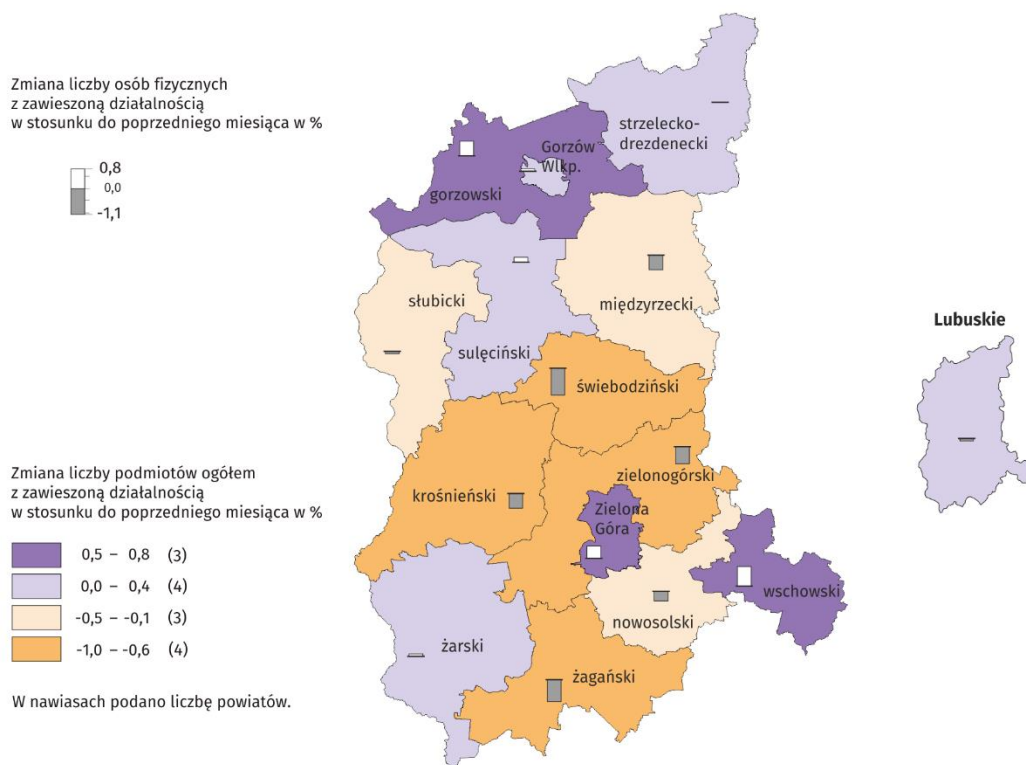 Zmiana liczby osób fizycznych
z zawieszoną działalnością
w stosunku do poprzedniego miesiąca w %
0,8
0,0
-1,1
strzelecko-
drezdenecki
Gorzów
Wlkp.
gorzowski
słubicki
międzyrzecki
sulęciński
świebodziński
Lubuskie
Zmiana liczby podmiotów ogółem
z zawieszoną działalnością
w stosunku do poprzedniego miesiąca w %
0,5 – 0,8 (3)
0,0 – 0,4 (4)
-0,5 – -0,1 (3)
-1,0 – -0,6 (4)
W nawiasach podano liczbę powiatów.
krośnieński
zielonogórski
Zielona
Góra
wschowski
nowosolski
żarski
żagański